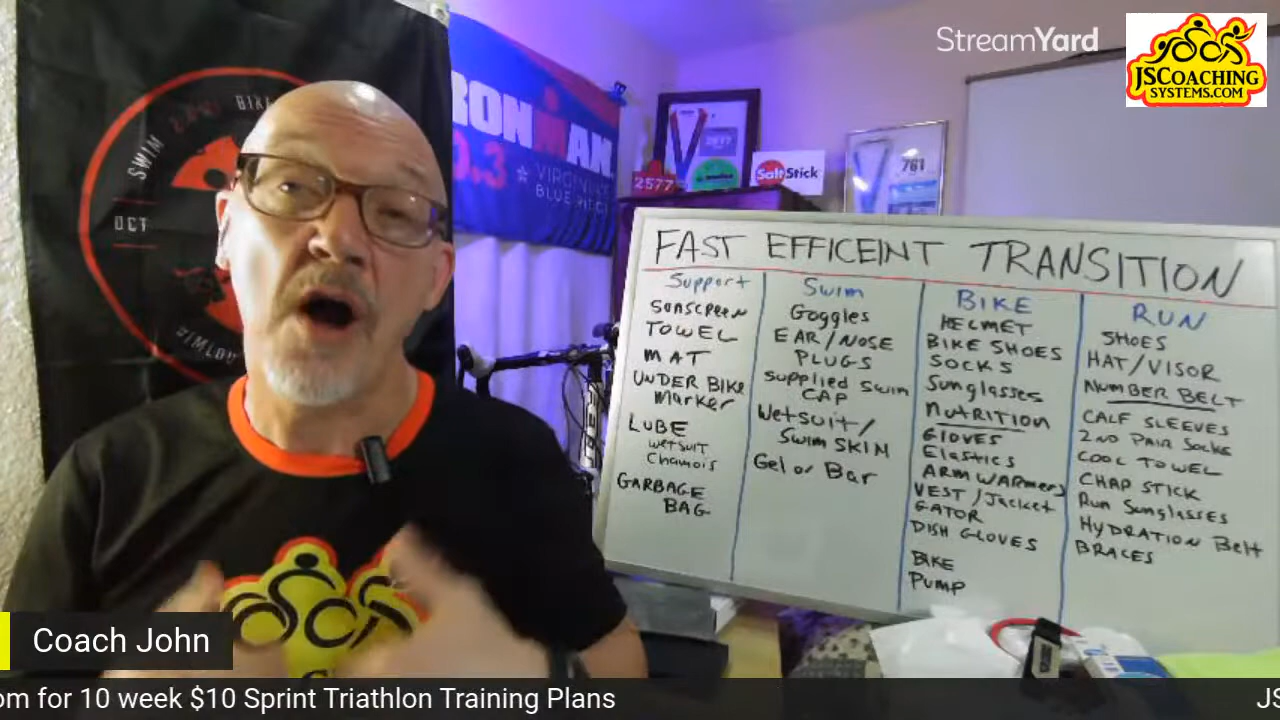 StreamYard
JSCOACHING
SYSTEMS.COM
SWIM
BIKE
OCT
IRONMAN
0.3
VIRGINIA'S
BLUE RIDGE
2577
SaltStick
761
FAST EFFICEINT TRANSITION
Support
SUNSCREEN
TOWEL
MAT
UNDER BIKE
MARKER
LUBE
WETSUIT
Chamois
GARBAGE
BAG
Swim
Goggles
EAR/NOSE
PLUGS
Supplied Swim
CAP
Wetsuit/
Swim SKIN
Gel or Bar
BIKE
HELMET
BIKE SHOES
SOCKS
Sunglasses
NUTRITION
GLOVES
Elastics
ARM WARMERS
VEST/Jacket
GATOR
DISH GLOVES
BIKE
PUMP
RUN
SHOES
HAT/VISOR
NUMBER BELT
CALF SLEEVES
2ND PAIR SOCKS
COOL TOWEL
CHAP STICK
RUN Sunglasses
HYDRATION Belt
BRACES
Coach John
om for 10 week $10 Sprint Triathlon Training Plans
JS